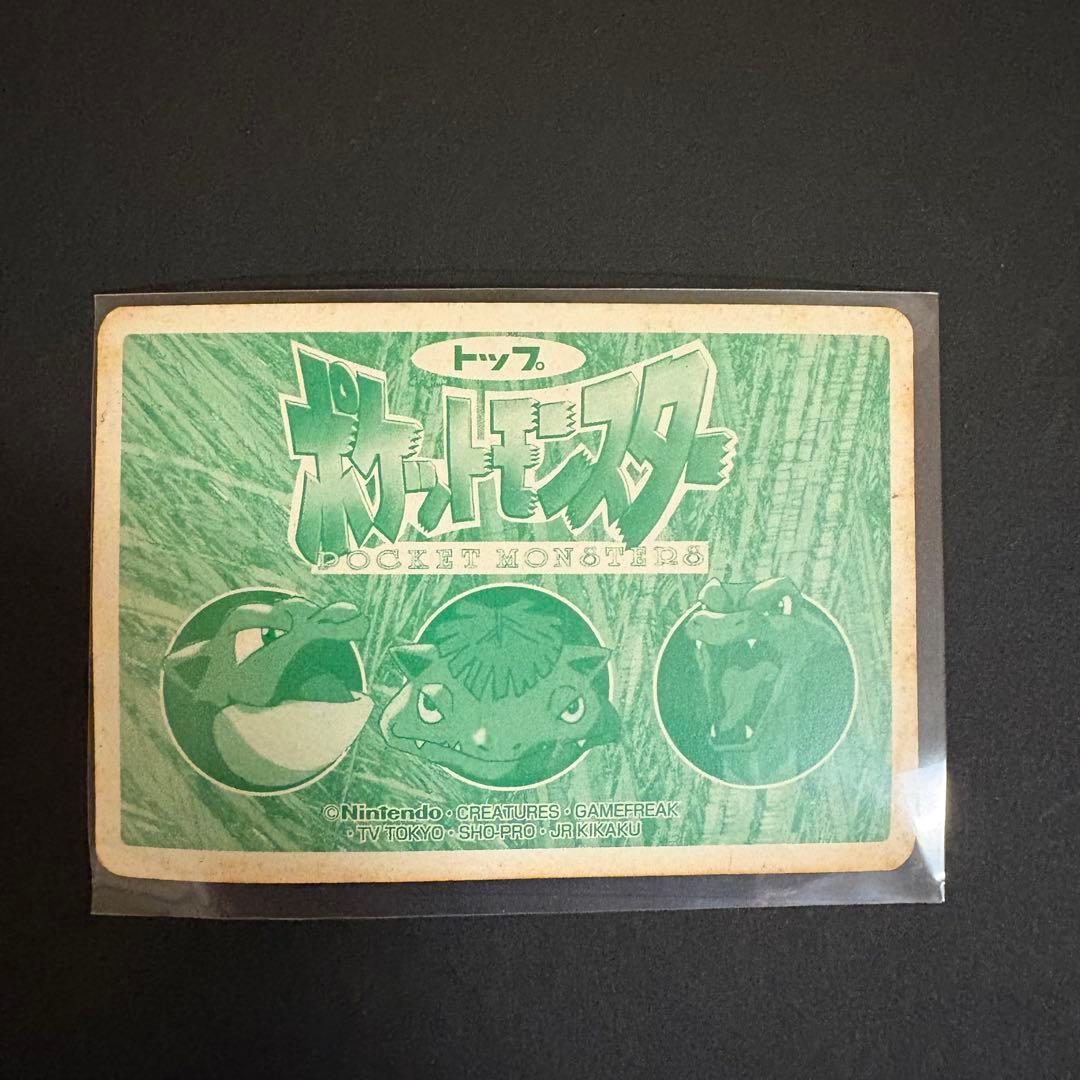 トップ。
ポケットモンスター
POCKET MONSTERS
©Nintendo・CREATURES・GAMEFREAK
・TV TOKYO・SHO-PRO・JR KIKAKU